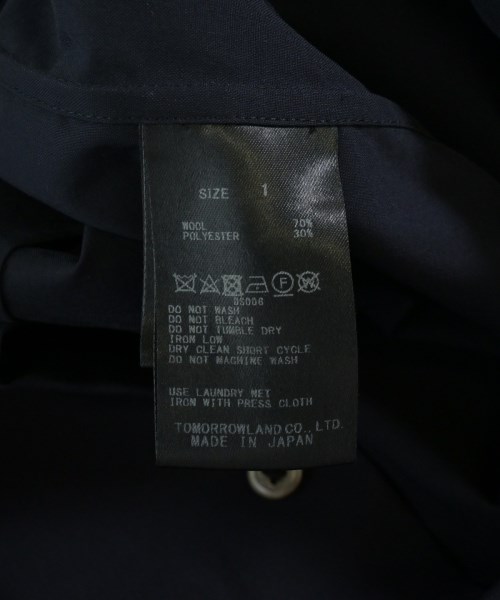 SIZE 1
WOOL 70%
POLYESTER 30%
DS006
DO NOT WASH
DO NOT BLEACH
DO NOT TUMBLE DRY
IRON LOW
DRY CLEAN SHORT CYCLE
DO NOT MACHINE WASH
USE LAUNDRY NET
IRON WITH PRESS CLOTH
TOMORROWLAND CO., LTD.
MADE IN JAPAN